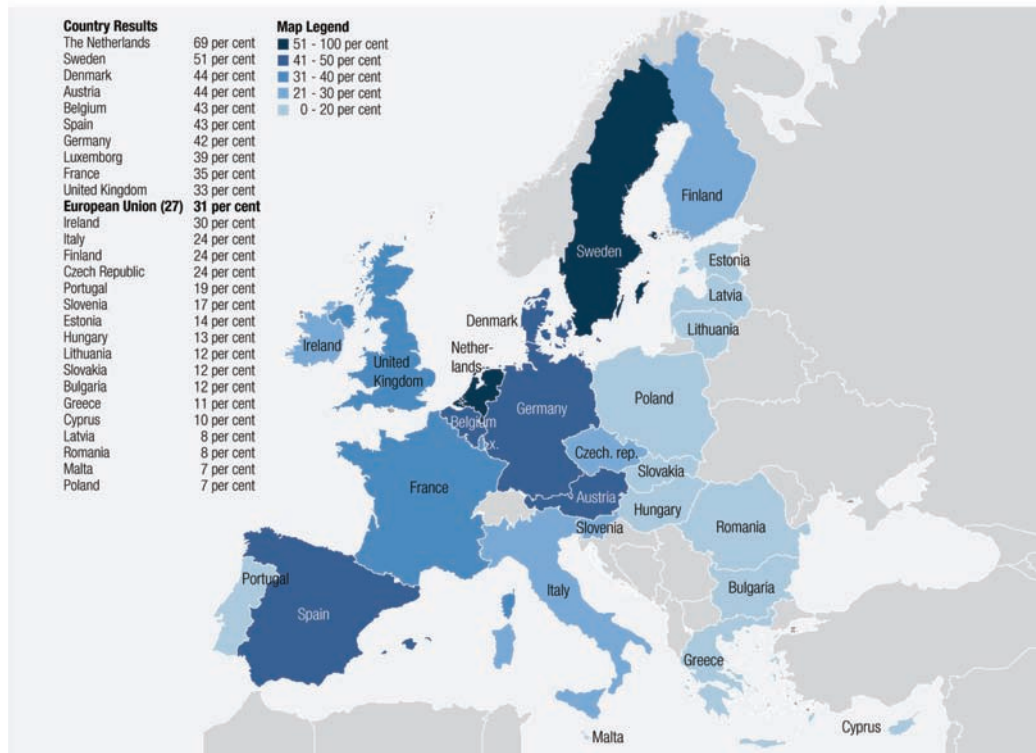 Country Results
The Netherlands 69 per cent
Sweden 51 per cent
Denmark 44 per cent
Austria 44 per cent
Belgium 43 per cent
Spain 43 per cent
Germany 42 per cent
Luxemborg 39 per cent
France 35 per cent
United Kingdom 33 per cent
European Union (27) 31 per cent
Ireland 30 per cent
Italy 24 per cent
Finland 24 per cent
Czech Republic 24 per cent
Portugal 19 per cent
Slovenia 17 per cent
Estonia 14 per cent
Hungary 13 per cent
Lithuania 12 per cent
Slovakia 12 per cent
Bulgaria 12 per cent
Greece 11 per cent
Cyprus 10 per cent
Latvia 8 per cent
Romania 8 per cent
Malta 7 per cent
Poland 7 per cent
Map Legend
51 - 100 per cent
41 - 50 per cent
31 - 40 per cent
21 - 30 per cent
0 - 20 per cent
Finland
Sweden
Estonia
Latvia
Lithuania
Denmark
Nether-
lands
Ireland
United
Kingdom
Poland
Germany
Belgium
Czech. rep.
Slovakia
France
Austria
Hungary
Slovenia
Romania
Portugal
Spain
Italy
Bulgaria
Greece
Malta
Cyprus